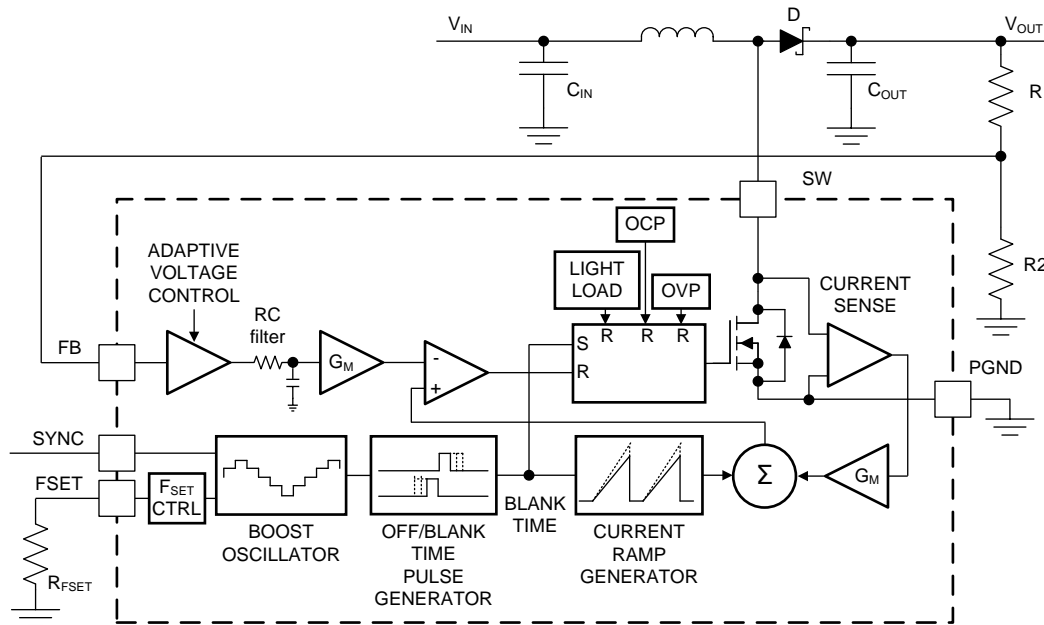 D
VIN
VOUT
CIN
COUT
R
SW
R2
OCP
ADAPTIVE
VOLTAGE
CONTROL
LIGHT
LOAD
OVP
CURRENT
SENSE
RC
filter
R R R
FB
GM
-
+
S
R
PGND
SYNC
FSET
FSET
CTRL
Σ
GM
BLANK
TIME
BOOST
OSCILLATOR
OFF/BLANK
TIME
PULSE
GENERATOR
CURRENT
RAMP
GENERATOR
RFSET